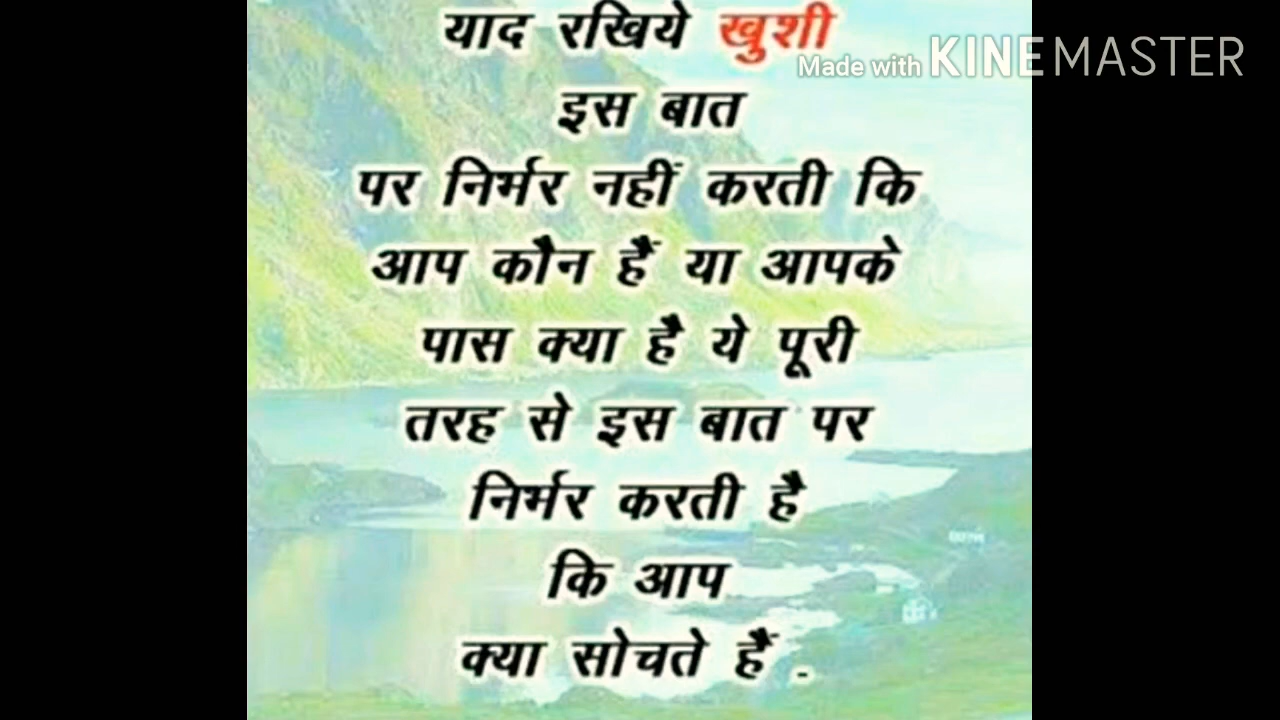 याद रखिये खुशी
Made with KINEMASTER
इस बात
पर निर्भर नहीं करती कि
आप कौन हैं या आपके
पास क्या है ये पूरी
तरह से इस बात पर
निर्भर करती है
कि आप
क्या सोचते हैं .